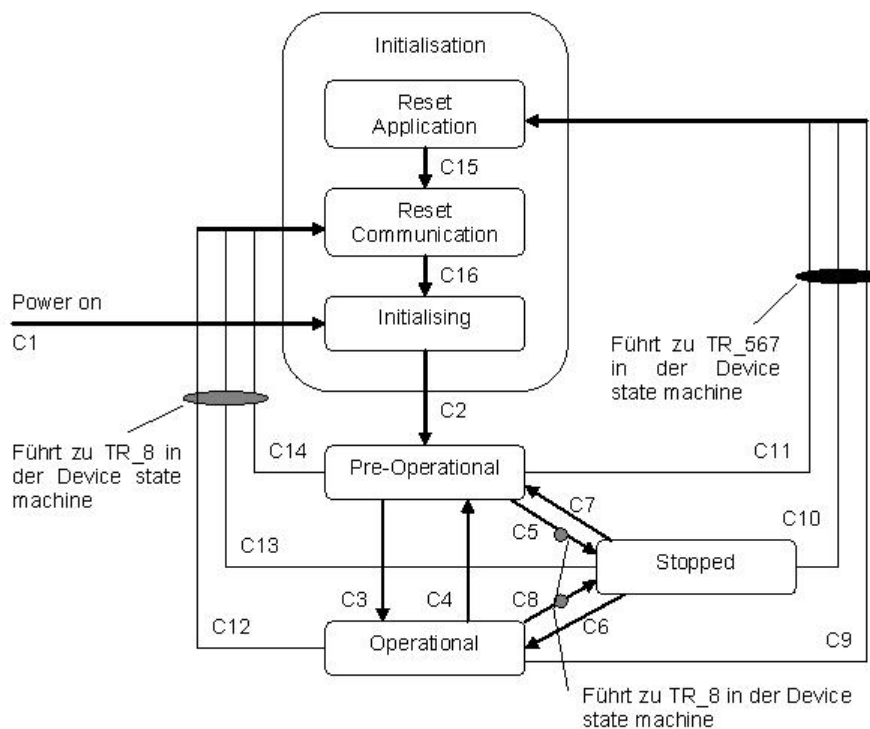 Initialisation
Reset
Application
C15
Reset
Communication
C16
Power on
Initialising
C1
Führt zu TR_567
in der Device
state machine
C2
Führt zu TR_8 in
der Device state
machine
C14
Pre-Operational
C11
C7
C5
C10
C13
Stopped
C3
C4
C8
C12
C6
Operational
C9
Führt zu TR_8 in der Device
state machine